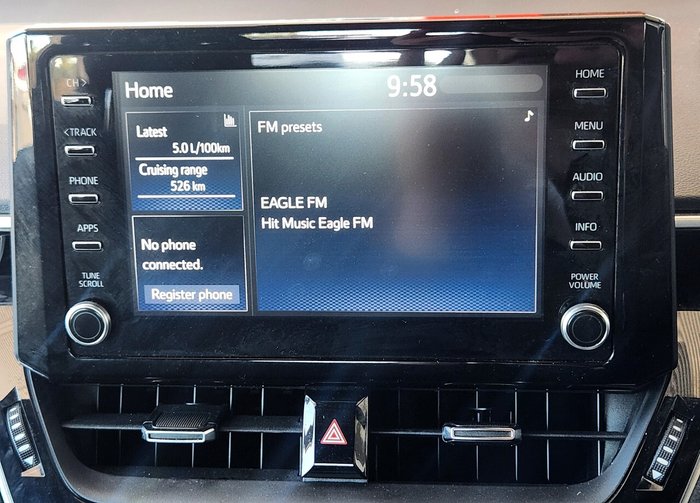 CH >
< TRACK
PHONE
APPS
TUNE
SCROLL
Home
9:58
Latest
5.0 L/100km
Cruising range
526 km
No phone
connected.
Register phone
FM presets
EAGLE FM
Hit Music Eagle FM
HOME
MENU
AUDIO
INFO
POWER
VOLUME